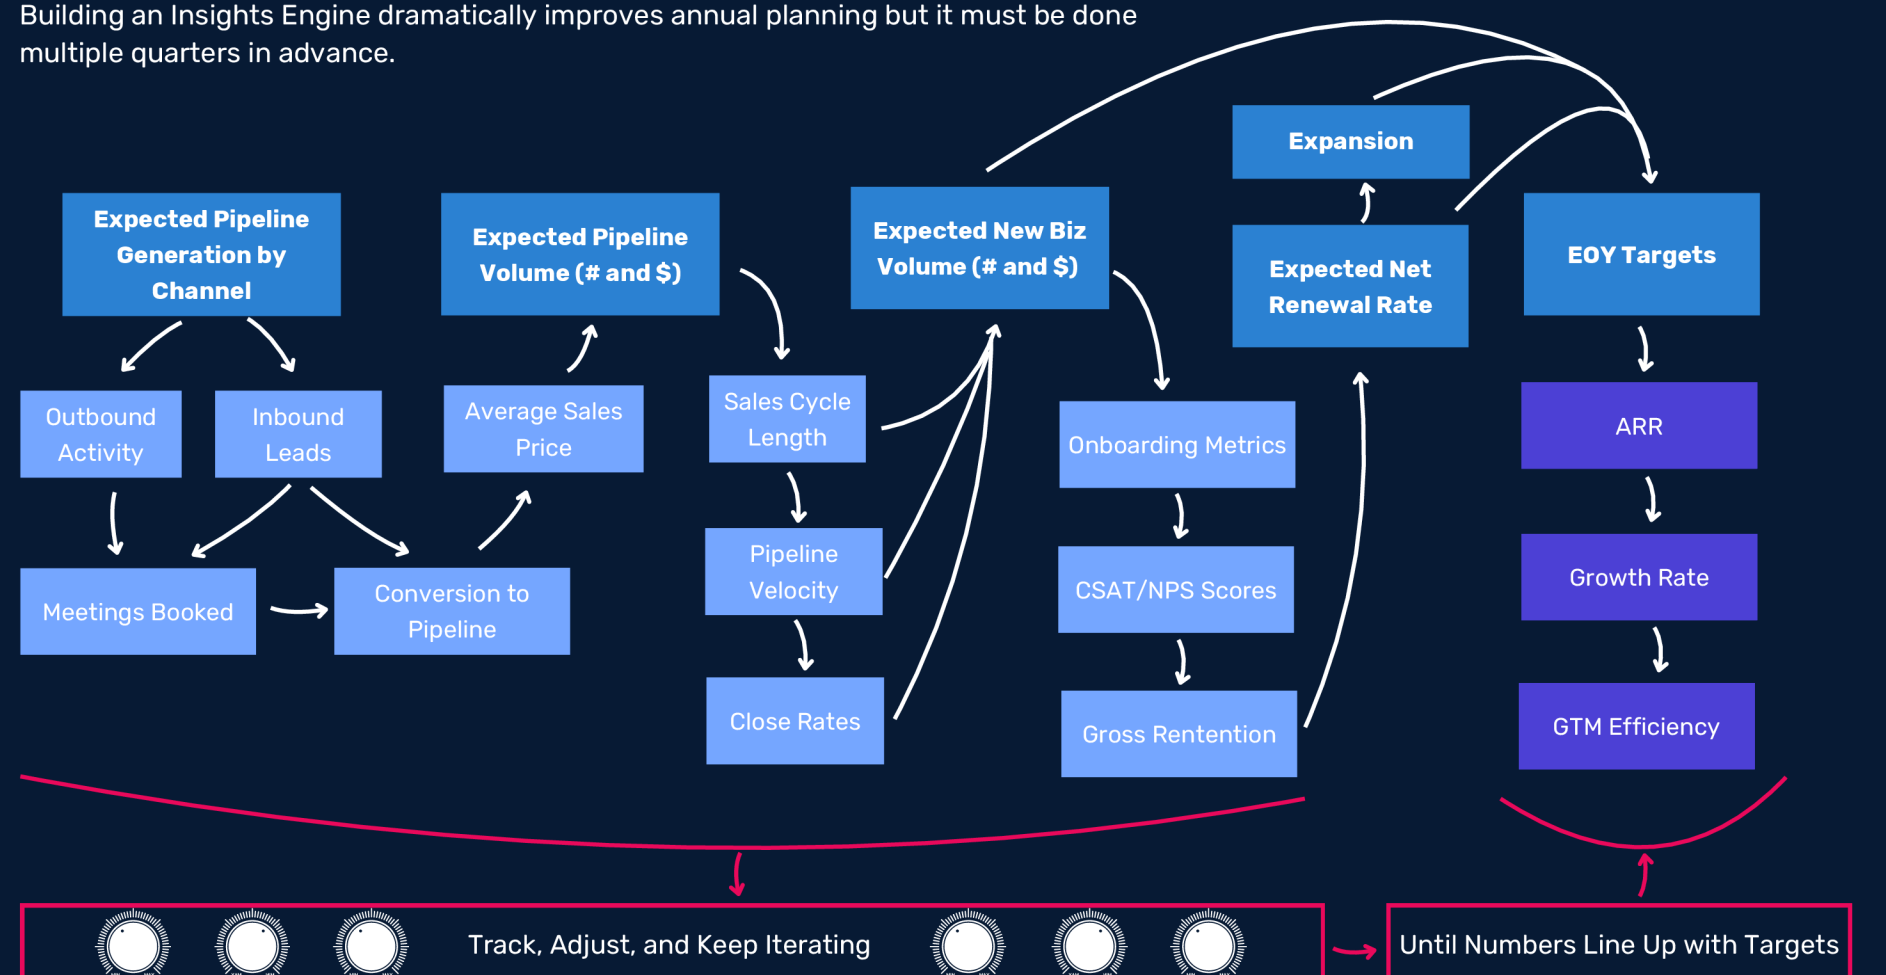 Building an Insights Engine dramatically improves annual planning but it must be done
multiple quarters in advance.
Expected Pipeline
Generation by
Channel
Outbound
Activity
Inbound
Leads
Meetings Booked
Conversion to
Pipeline
Expected Pipeline
Volume (# and $)
Average Sales
Price
Sales Cycle
Length
Pipeline
Velocity
Close Rates
Expected New Biz
Volume (# and $)
Onboarding Metrics
CSAT/NPS Scores
Gross Rentention
Expansion
Expected Net
Renewal Rate
EOY Targets
ARR
Growth Rate
GTM Efficiency
Track, Adjust, and Keep Iterating
Until Numbers Line Up with Targets